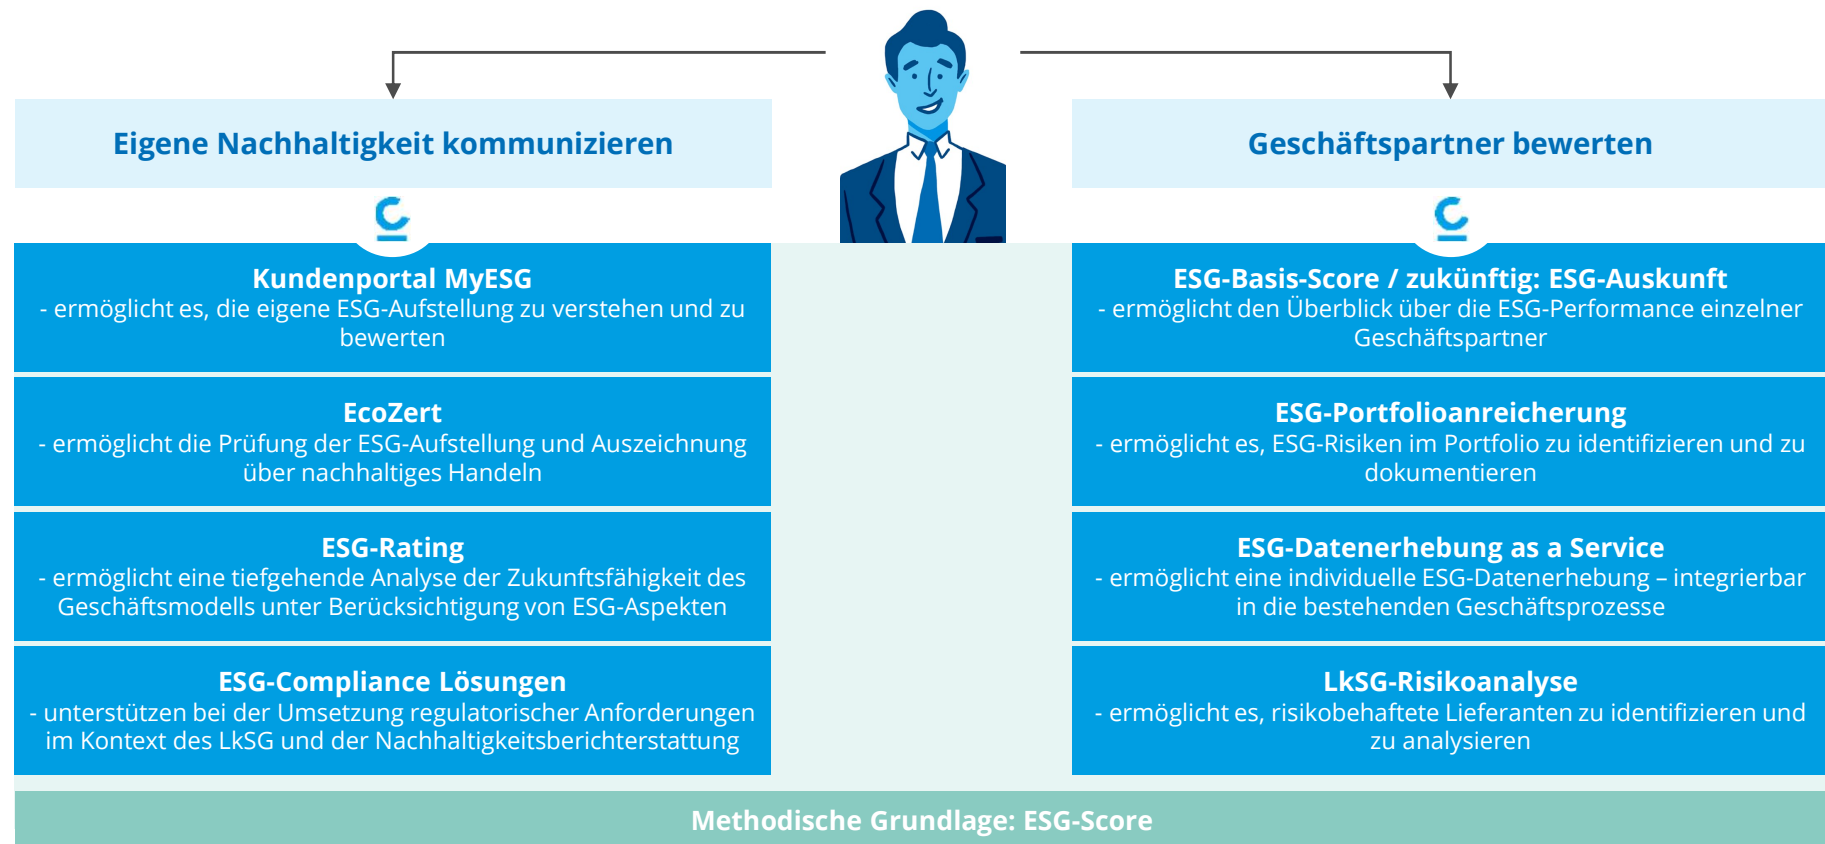 Eigene Nachhaltigkeit kommunizieren
Kundenportal MyESG
- ermöglicht es, die eigene ESG-Aufstellung zu verstehen und zu
bewerten
EcoZert
- ermöglicht die Prüfung der ESG-Aufstellung und Auszeichnung
über nachhaltiges Handeln
ESG-Rating
- ermöglicht eine tiefgehende Analyse der Zukunftsfähigkeit des
Geschäftsmodells unter Berücksichtigung von ESG-Aspekten
ESG-Compliance Lösungen
- unterstützen bei der Umsetzung regulatorischer Anforderungen
im Kontext des LkSG und der Nachhaltigkeitsberichterstattung
Geschäftspartner bewerten
ESG-Basis-Score / zukünftig: ESG-Auskunft
- ermöglicht den Überblick über die ESG-Performance einzelner
Geschäftspartner
ESG-Portfolioanreicherung
- ermöglicht es, ESG-Risiken im Portfolio zu identifizieren und zu
dokumentieren
ESG-Datenerhebung as a Service
- ermöglicht eine individuelle ESG-Datenerhebung – integrierbar
in die bestehenden Geschäftsprozesse
LkSG-Risikoanalyse
- ermöglicht es, risikobehaftete Lieferanten zu identifizieren und
zu analysieren
Methodische Grundlage: ESG-Score